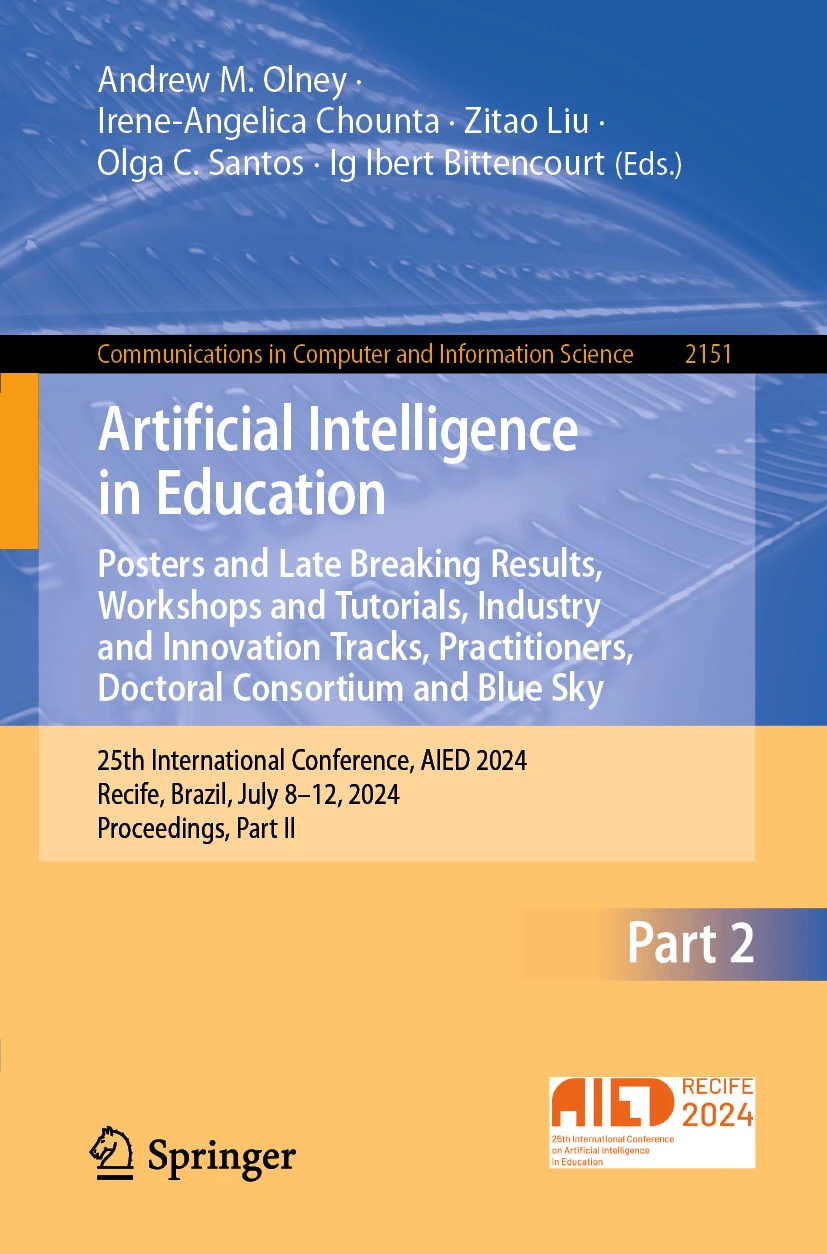 Andrew M. Olney ·
Irene-Angelica Chounta · Zitao Liu ·
Olga C. Santos · Ig Ibert Bittencourt (Eds.)
Communications in Computer and Information Science 2151
Artificial Intelligence
in Education
Posters and Late Breaking Results,
Workshops and Tutorials, Industry
and Innovation Tracks, Practitioners,
Doctoral Consortium and Blue Sky
25th International Conference, AIED 2024
Recife, Brazil, July 8–12, 2024
Proceedings, Part II
Part 2
AIED RECIFE
2024
25th International Conference
on Artificial Intelligence
in Education
Springer